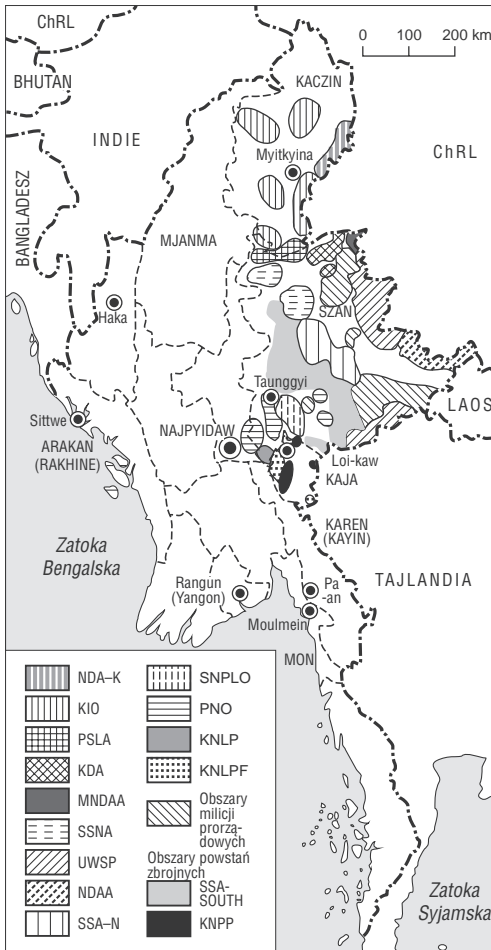 ChRL
0 100 200 km
BHUTAN
KACZIN
INDIE
Myitkyina
ChRL
BANGLADESZ
MJANMA
SZAN
Haka
Taunggyi
LAOS
Sittwe
NAJPYIDAW
Loi-kaw
ARAKAN
(RAKHINE)
KAJA
KAREN
(KAYIN)
Zatoka
Bengalska
TAJLANDIA
Rangun
(Yangon)
Pa
-an
Moulmein
MON
NDA–K
KIO
PSLA
KDA
MNDAA
SSNA
UWSP
NDAA
SSA–N
SNPLO
PNO
KNLP
KNLPF
Obszary
milicji
prorzą-
dowych
Obszary powstań
zbrojnych
SSA-
SOUTH
KNPP
Zatoka
Syjamska